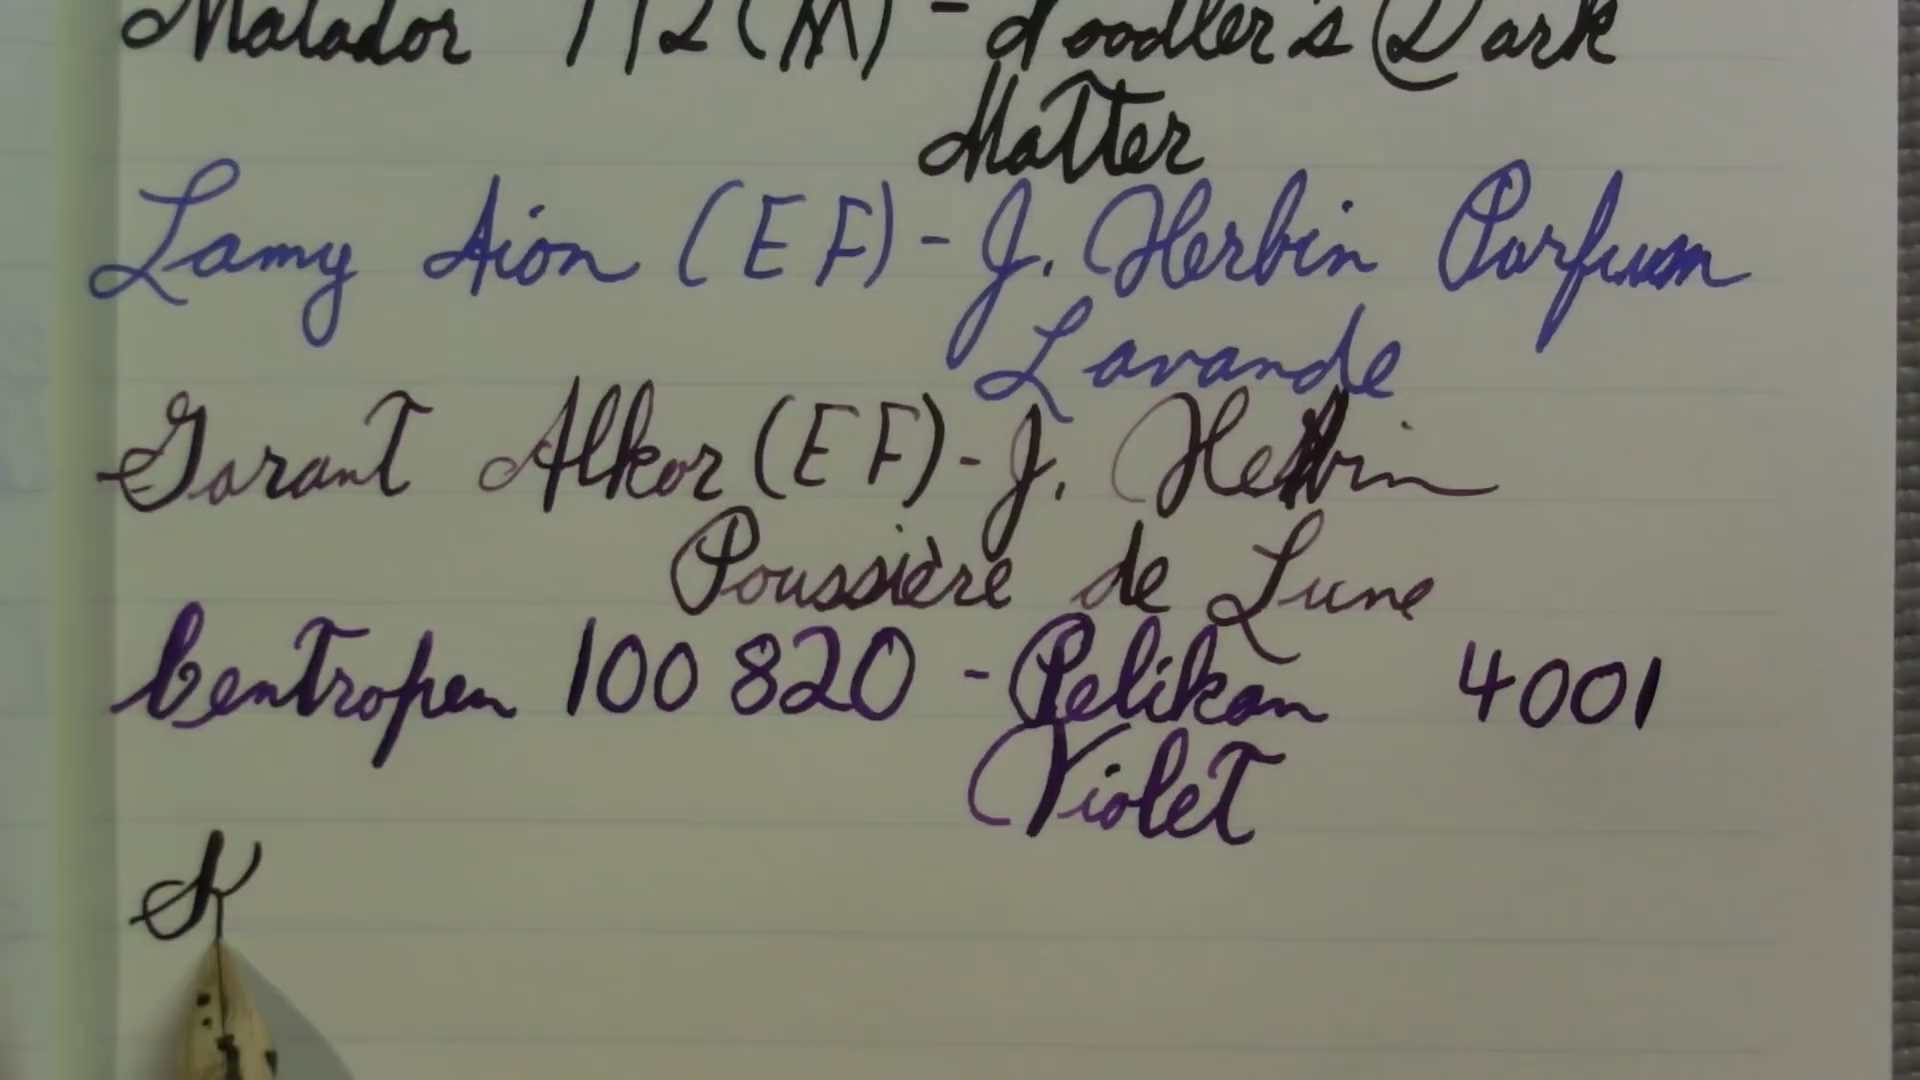 Matador 112 (M) - Noodler's Dark
Matter
Lamy Aion (EF) - J. Herbin Parfum
Lavande
Garant Alkor (EF) - J. Herbin
Poussière de Lune
Centropen 100 820 - Pelikan 4001
Violet
K